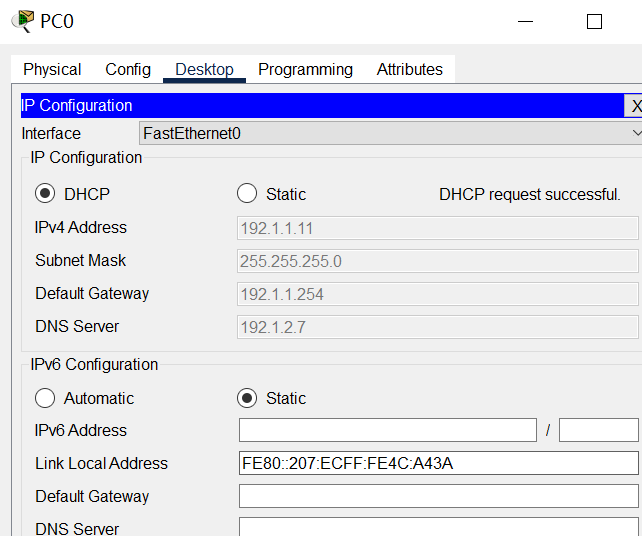 PC0
Physical Config Desktop Programming Attributes
IP Configuration X
Interface FastEthernet0
IP Configuration
DHCP Static DHCP request successful.
IPv4 Address 192.1.1.11
Subnet Mask 255.255.255.0
Default Gateway 192.1.1.254
DNS Server 192.1.2.7
IPv6 Configuration
Automatic Static
IPv6 Address /
Link Local Address FE80::207:ECFF:FE4C:A43A
Default Gateway
DNS Server